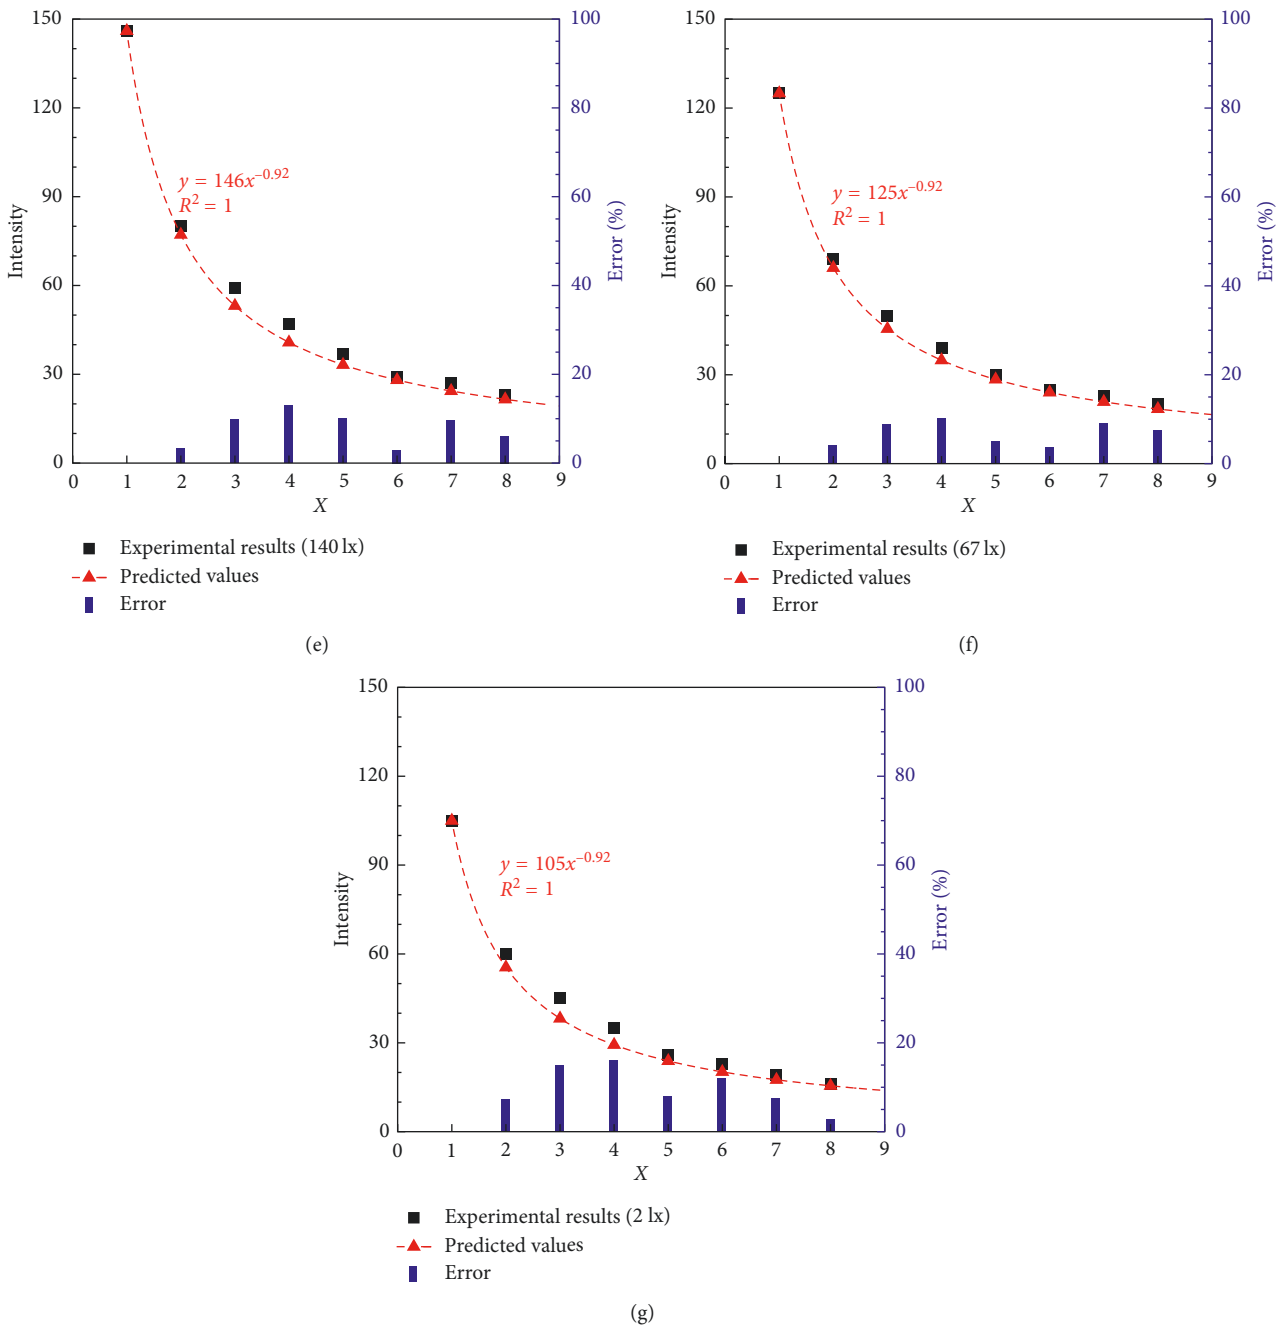 150
120
90
60
30
0
Intensity
100
80
60
40
20
0
Error (%)
y = 146x⁻⁰·⁹²
R² = 1
0 1 2 3 4 5 6 7 8 9
X
Experimental results (140 lx)
Predicted values
Error
(e)
150
120
90
60
30
0
Intensity
100
80
60
40
20
0
Error (%)
y = 125x⁻⁰·⁹²
R² = 1
0 1 2 3 4 5 6 7 8 9
X
Experimental results (67 lx)
Predicted values
Error
(f)
150
120
90
60
30
0
Intensity
100
80
60
40
20
0
Error (%)
y = 105x⁻⁰·⁹²
R² = 1
0 1 2 3 4 5 6 7 8 9
X
Experimental results (2 lx)
Predicted values
Error
(g)